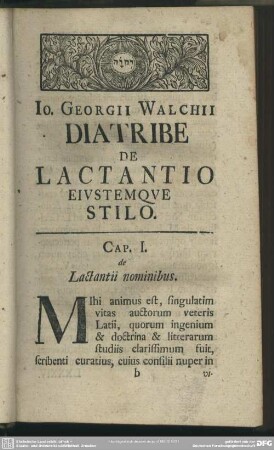 יהוה
IO. GEORGII WALCHII
DIATRIBE
DE
LACTANTIO
EIVSTEMQVE
STILO.
CAP. I.
de
Lactantii nominibus.
MIhi animus est, singulatim
vitas auctorum veteris
Latii, quorum ingenium
& doctrina & litterarum
studiis clarissimum fuit,
scribenti curatius, cuius consilii nuper in
b
vi-